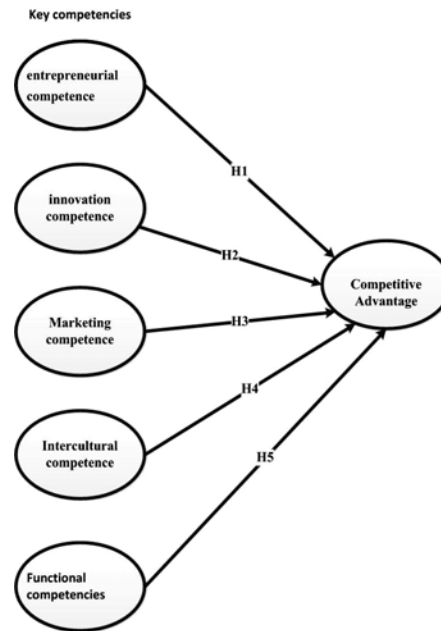 Key competencies
entrepreneurial
competence
H1
innovation
competence
H2
Competitive
Advantage
Marketing
competence
H3
H4
Intercultural
competence
H5
Functional
competencies